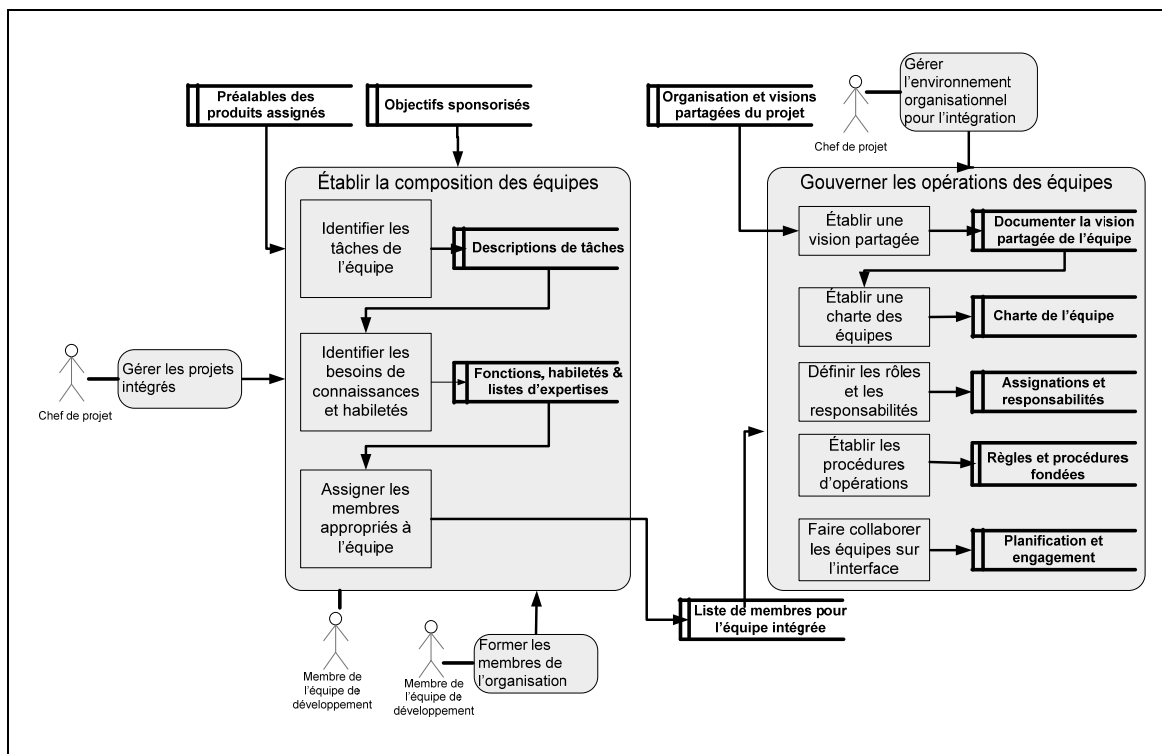 Préalables des
produits assignés
Objectifs sponsorisés
Organisation et visions
partagées du projet
Chef de projet
Gérer
l'environnement
organisationnel
pour l'intégration
Établir la composition des équipes
Identifier les
tâches de
l'équipe
Descriptions de tâches
Identifier les
besoins de
connaissances
et habiletés
Fonctions, habiletés &
listes d'expertises
Assigner les
membres
appropriés à
l'équipe
Chef de projet
Gérer les projets
intégrés
Gouverner les opérations des équipes
Établir une
vision partagée
Documenter la vision
partagée de l'équipe
Établir une
charte des
équipes
Charte de l'équipe
Définir les rôles
et les
responsabilités
Assignations et
responsabilités
Établir les
procédures
d'opérations
Règles et procédures
fondées
Faire collaborer
les équipes sur
l'interface
Planification et
engagement
Liste de membres pour
l'équipe intégrée
Membre de
l'équipe de
développement
Membre de
l'équipe de
développement
Former les
membres de
l'organisation